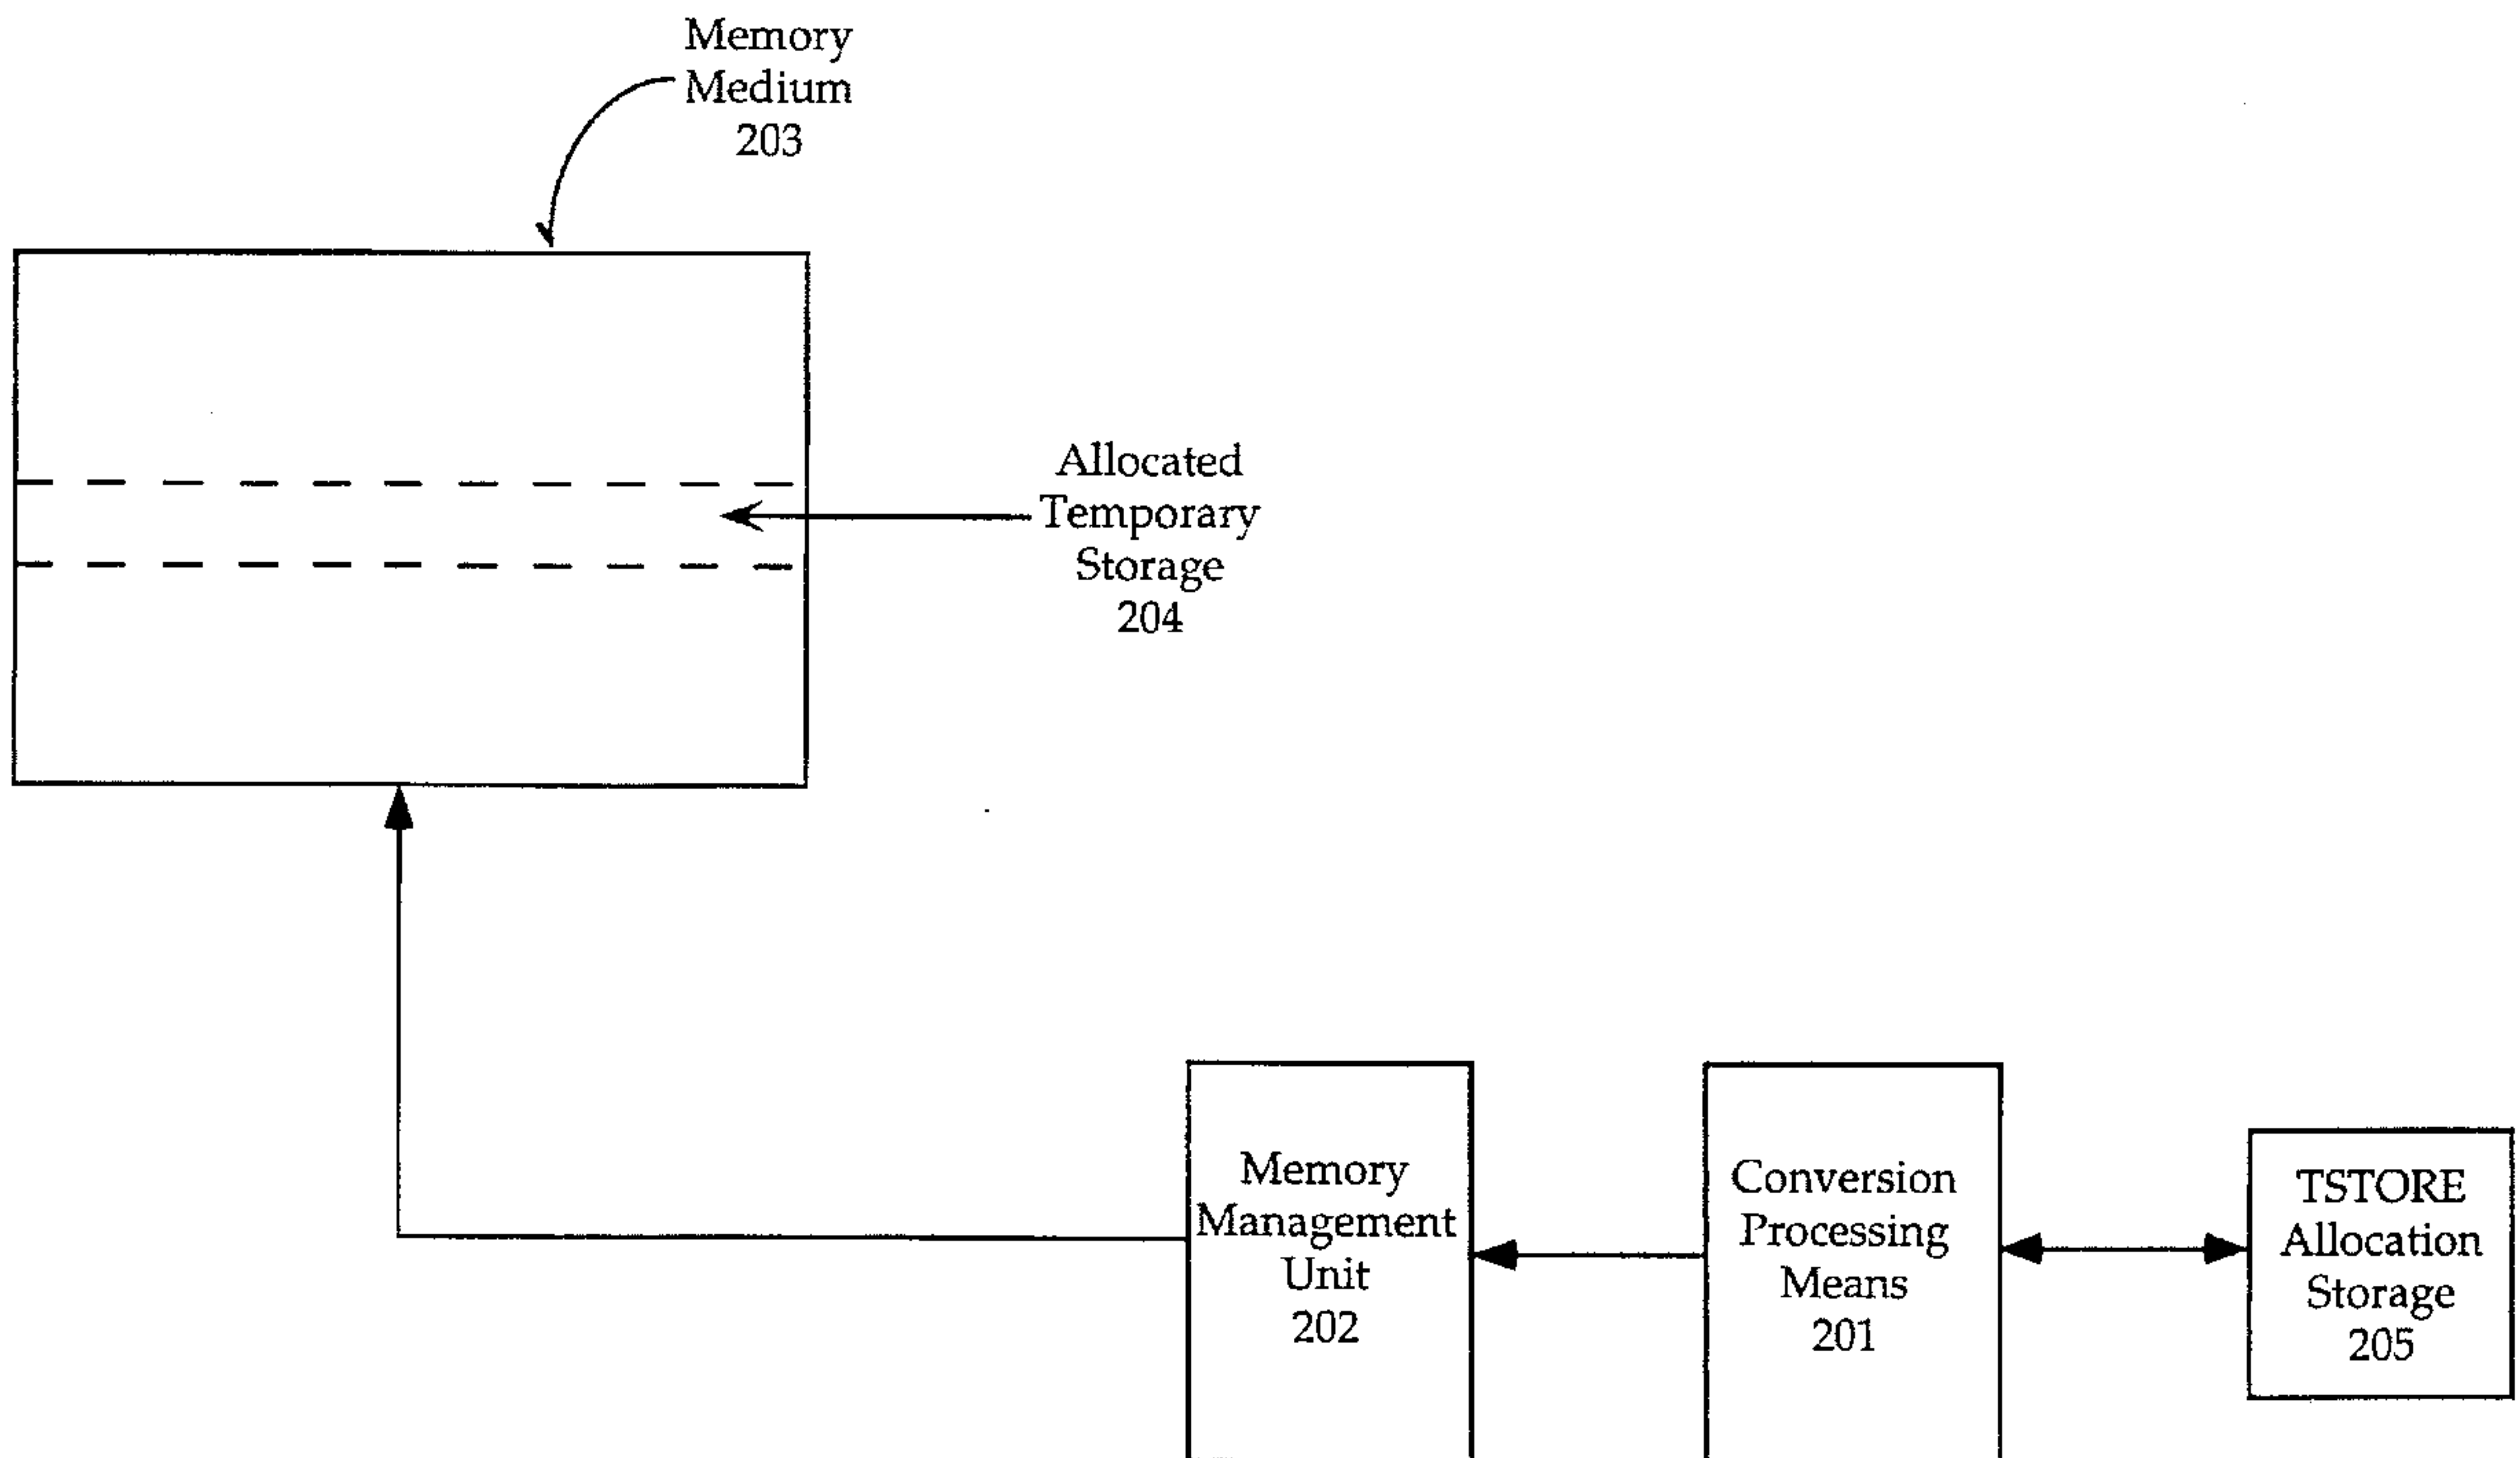 Memory
Medium
203
Allocated
Temporary
Storage
204
Memory
Management
Unit
202
Conversion
Processing
Means
201
TSTORE
Allocation
Storage
205